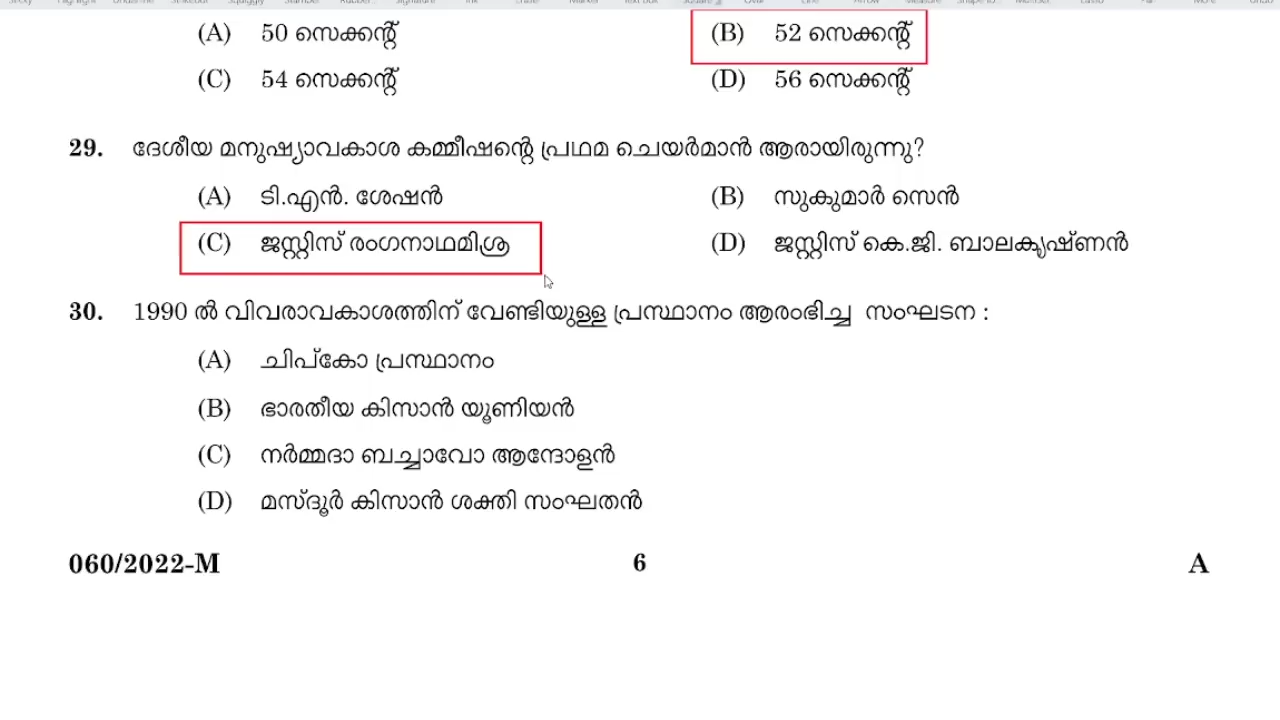 (A) 50 സെക്കന്റ് (B) 52 സെക്കന്റ്
(C) 54 സെക്കന്റ് (D) 56 സെക്കന്റ്
29. ദേശീയ മനുഷ്യാവകാശ കമ്മീഷന്റെ പ്രഥമ ചെയർമാൻ ആരായിരുന്നു?
(A) ടി.എൻ. ശേഷൻ (B) സുകുമാർ സെൻ
(C) ജസ്റ്റിസ് രംഗനാഥമിശ്ര (D) ജസ്റ്റിസ് കെ.ജി. ബാലകൃഷ്ണൻ
30. 1990 ൽ വിവരാവകാശത്തിന് വേണ്ടിയുള്ള പ്രസ്ഥാനം ആരംഭിച്ച സംഘടന :
(A) ചിപ്കോ പ്രസ്ഥാനം
(B) ഭാരതീയ കിസാൻ യൂണിയൻ
(C) നർമ്മദാ ബച്ചാവോ ആന്ദോളൻ
(D) മസ്ദൂർ കിസാൻ ശക്തി സംഘതൻ
060/2022-M 6 A